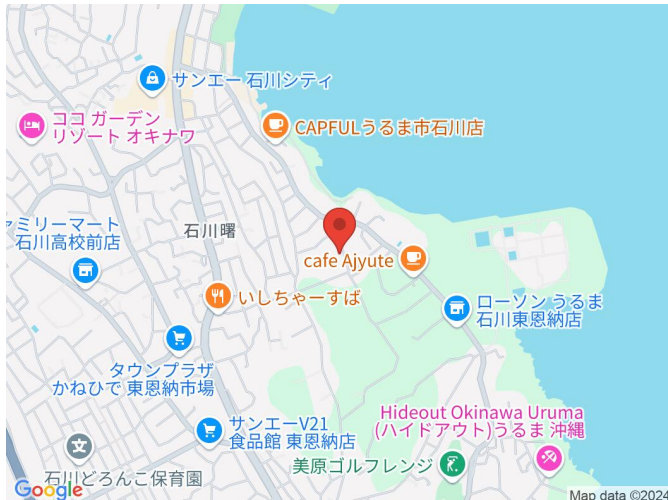 サンエー 石川シティ
ココ ガーデン
リゾート オキナワ
CAPFULうるま市石川店
ミリーマート
石川高校前店
石川曙
cafe Ajyute
いしちゃーすば
ローソン うるま
石川東恩納店
タウンプラザ
かねひで 東恩納市場
Hideout Okinawa Uruma
(ハイドアウト)うるま 沖縄
サンエーV21
食品館 東恩納店
美原ゴルフレンジ
石川どろんこ保育園
Google
Map data ©2024